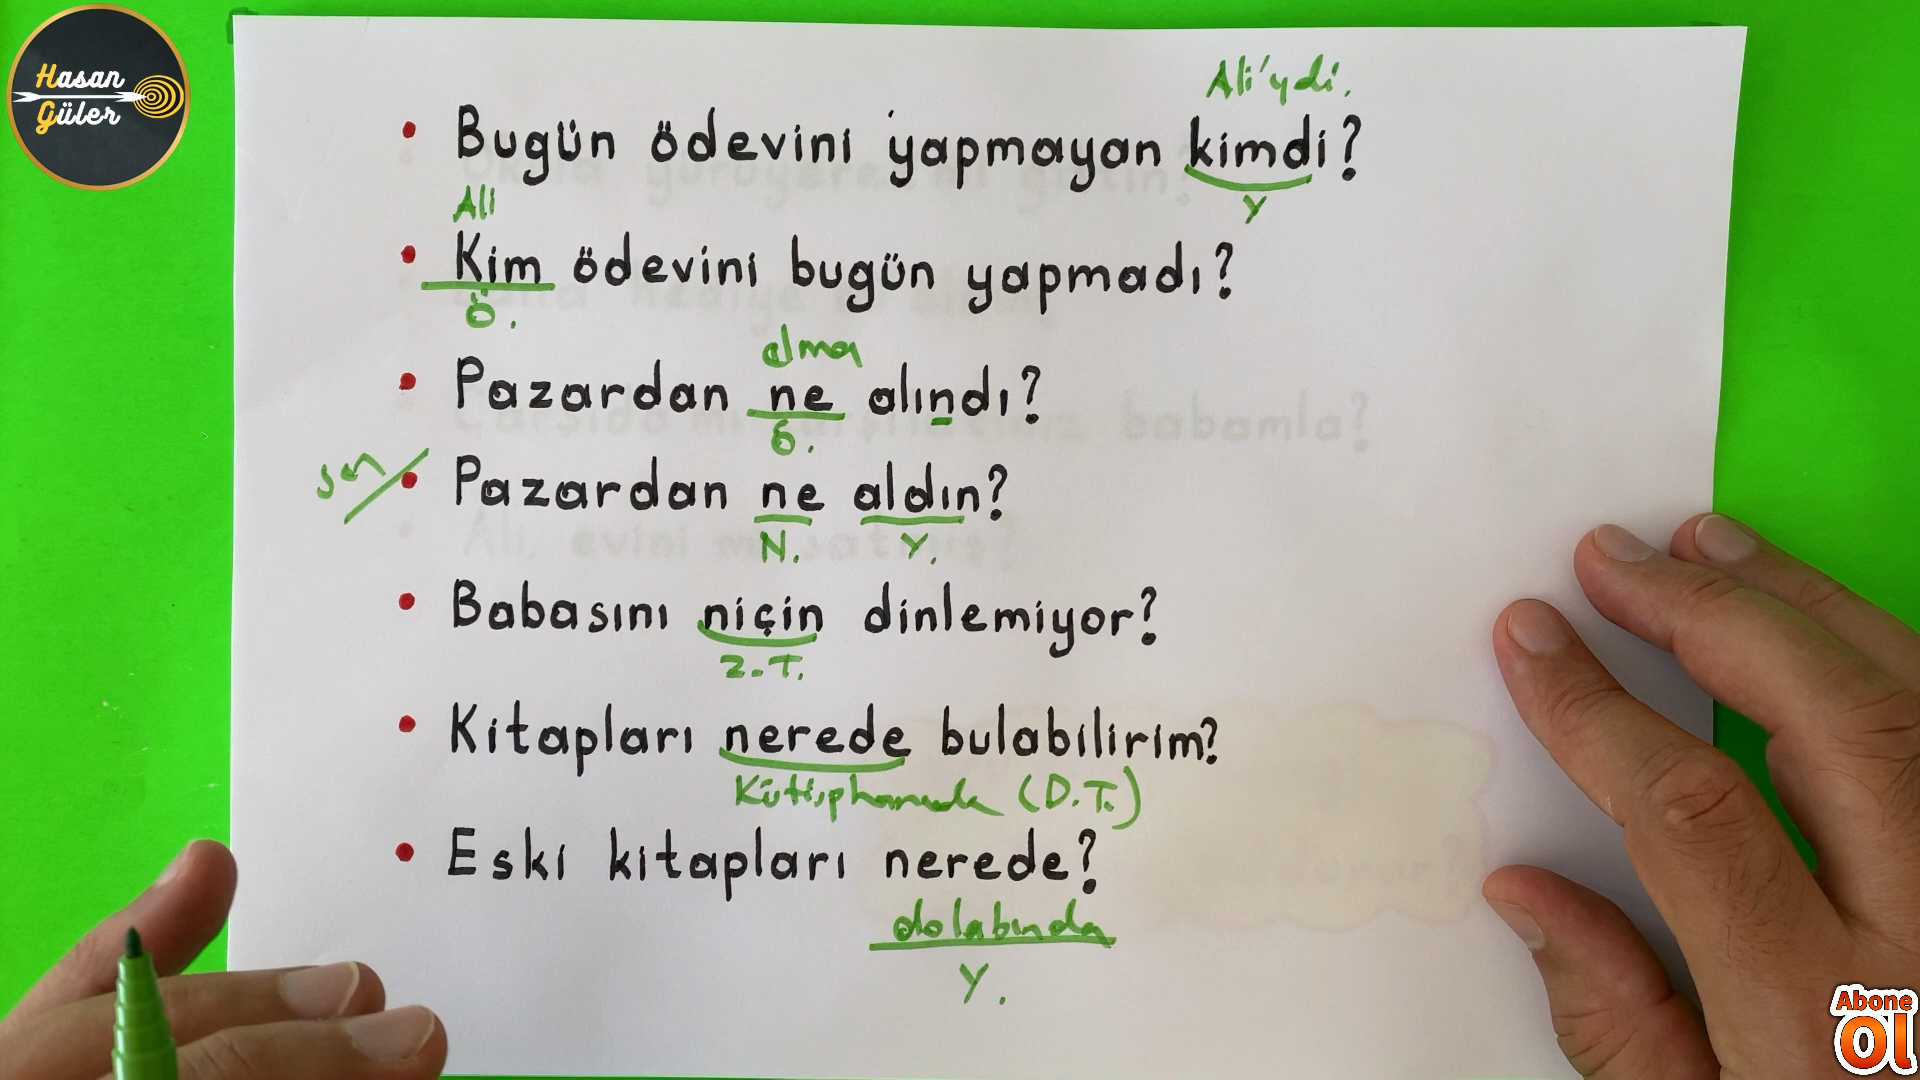 Hasan
Güler
Ali'ydi.
• Bugün ödevini yapmayan kimdi?
Y
Ali
• Kim ödevini bugün yapmadı?
Ö.
elma
• Pazardan ne alındı?
Ö.
sen
• Pazardan ne aldın?
N. Y.
• Babasını niçin dinlemiyor?
Z.T.
• Kitapları nerede bulabilirim?
Kütüphanede (D.T.)
• Eski kitapları nerede?
dolabında
Y.
Abone
Ol